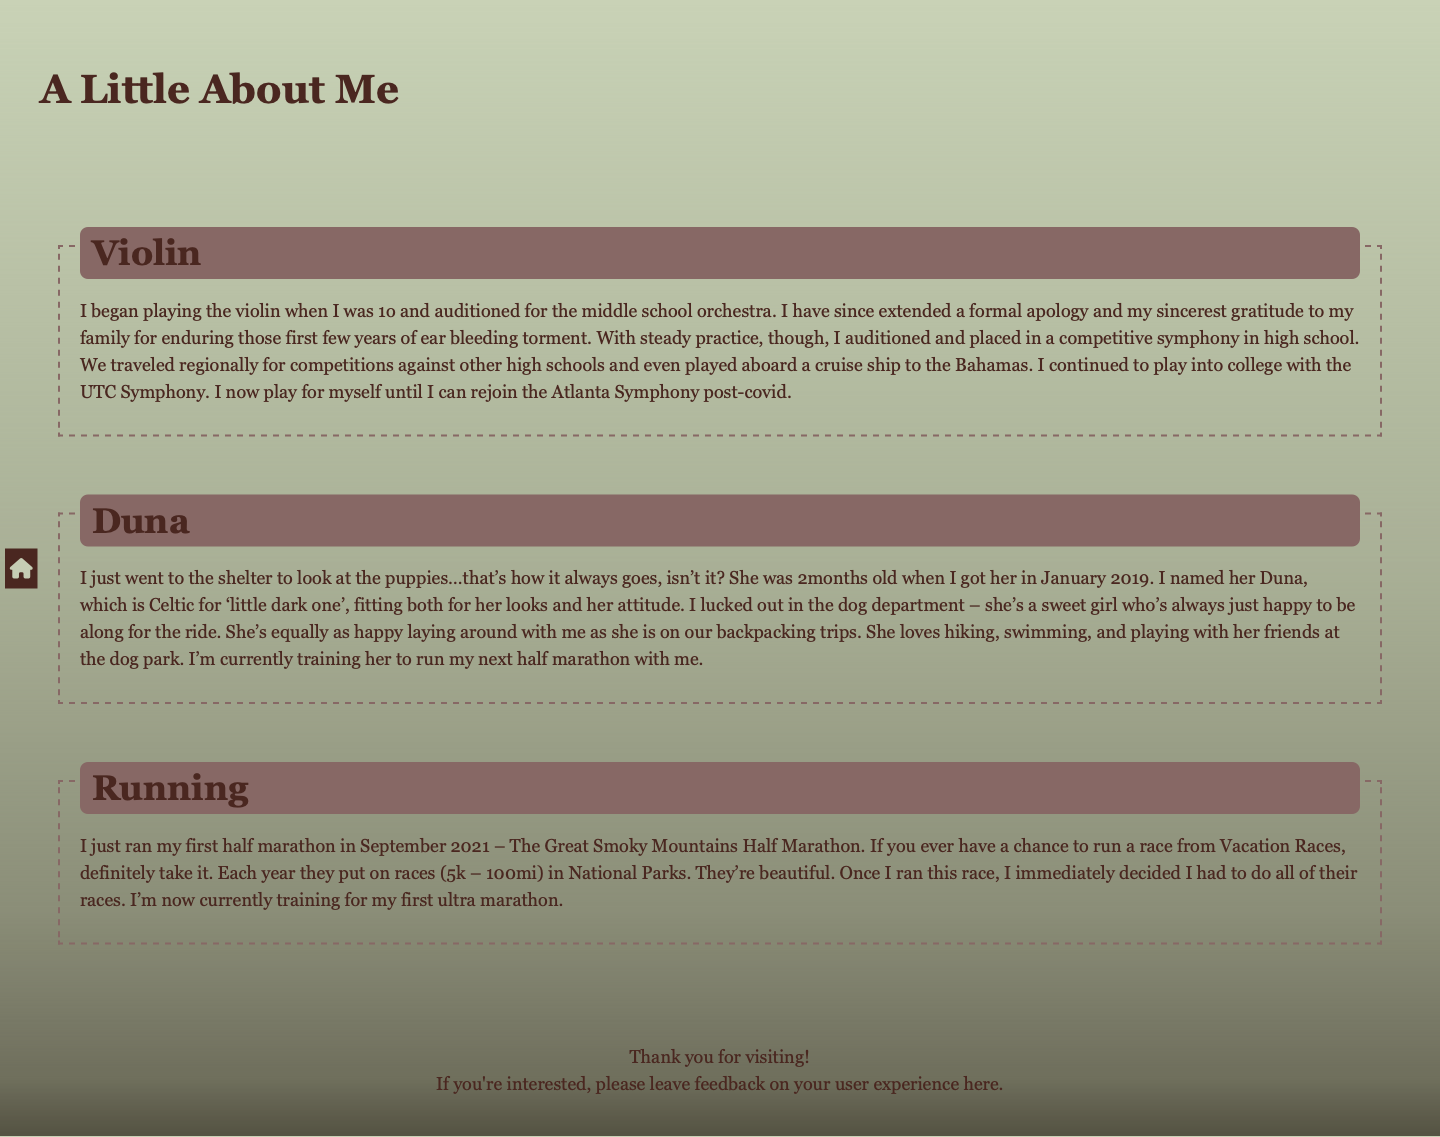 A Little About Me
Violin
I began playing the violin when I was 10 and auditioned for the middle school orchestra. I have since extended a formal apology and my sincerest gratitude to my
family for enduring those first few years of ear bleeding torment. With steady practice, though, I auditioned and placed in a competitive symphony in high school.
We traveled regionally for competitions against other high schools and even played aboard a cruise ship to the Bahamas. I continued to play into college with the
UTC Symphony. I now play for myself until I can rejoin the Atlanta Symphony post-covid.
Duna
I just went to the shelter to look at the puppies...that’s how it always goes, isn’t it? She was 2months old when I got her in January 2019. I named her Duna,
which is Celtic for ‘little dark one’, fitting both for her looks and her attitude. I lucked out in the dog department – she’s a sweet girl who’s always just happy to be
along for the ride. She’s equally as happy laying around with me as she is on our backpacking trips. She loves hiking, swimming, and playing with her friends at
the dog park. I’m currently training her to run my next half marathon with me.
Running
I just ran my first half marathon in September 2021 – The Great Smoky Mountains Half Marathon. If you ever have a chance to run a race from Vacation Races,
definitely take it. Each year they put on races (5k – 100mi) in National Parks. They’re beautiful. Once I ran this race, I immediately decided I had to do all of their
races. I’m now currently training for my first ultra marathon.
Thank you for visiting!
If you're interested, please leave feedback on your user experience here.